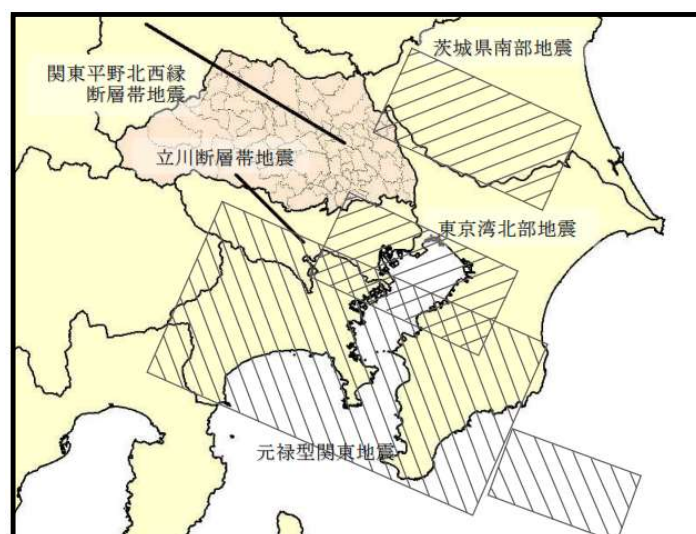 茨城県南部地震
関東平野北西縁
断層帯地震
立川断層帯地震
東京湾北部地震
元禄型関東地震